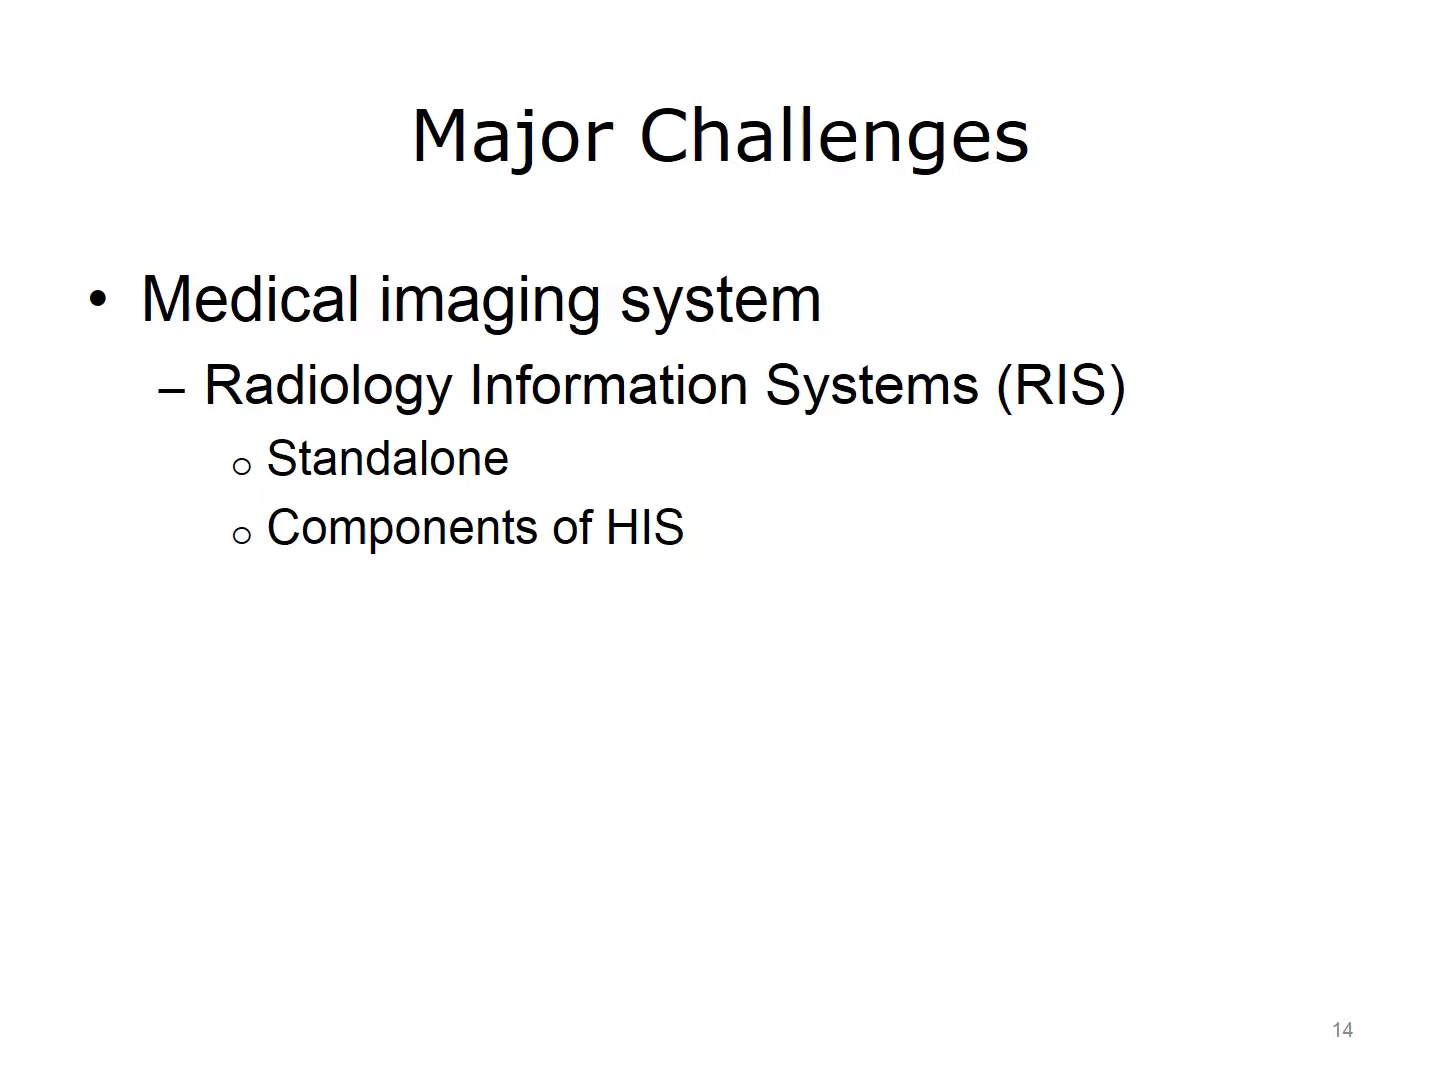 Major Challenges
• Medical imaging system
– Radiology Information Systems (RIS)
o Standalone
o Components of HIS
14